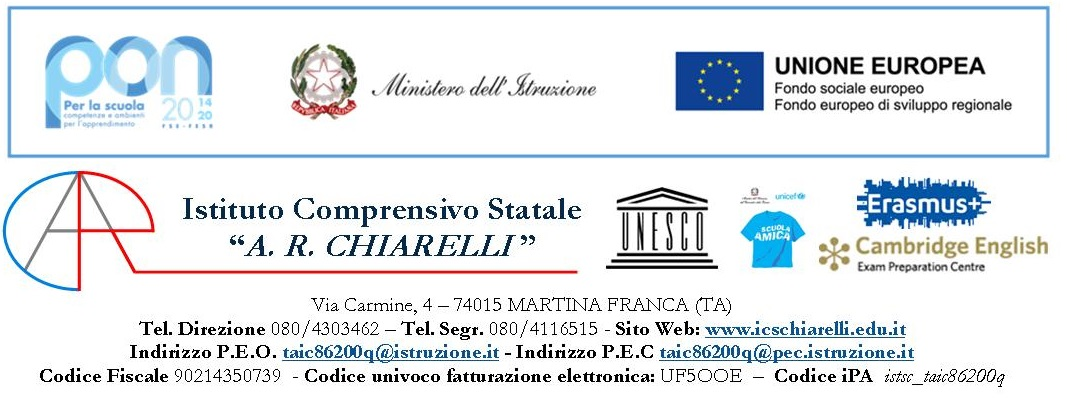 pon
Per la scuola
competenze e ambienti
per l'apprendimento
2014
20
FSE-FESR
REPVBBLICA ITALIANA
Ministero dell'Istruzione
UNIONE EUROPEA
Fondo sociale europeo
Fondo europeo di sviluppo regionale
Istituto Comprensivo Statale
“A. R. CHIARELLI”
UNESCO
unicef
SCUOLA
AMICA
Erasmus+
Cambridge English
Exam Preparation Centre
Via Carmine, 4 – 74015 MARTINA FRANCA (TA)
Tel. Direzione 080/4303462 – Tel. Segr. 080/4116515 - Sito Web: www.icschiarelli.edu.it
Indirizzo P.E.O. taic86200q@istruzione.it - Indirizzo P.E.C taic86200q@pec.istruzione.it
Codice Fiscale 90214350739 - Codice univoco fatturazione elettronica: UF5OOE – Codice iPA istsc_taic86200q